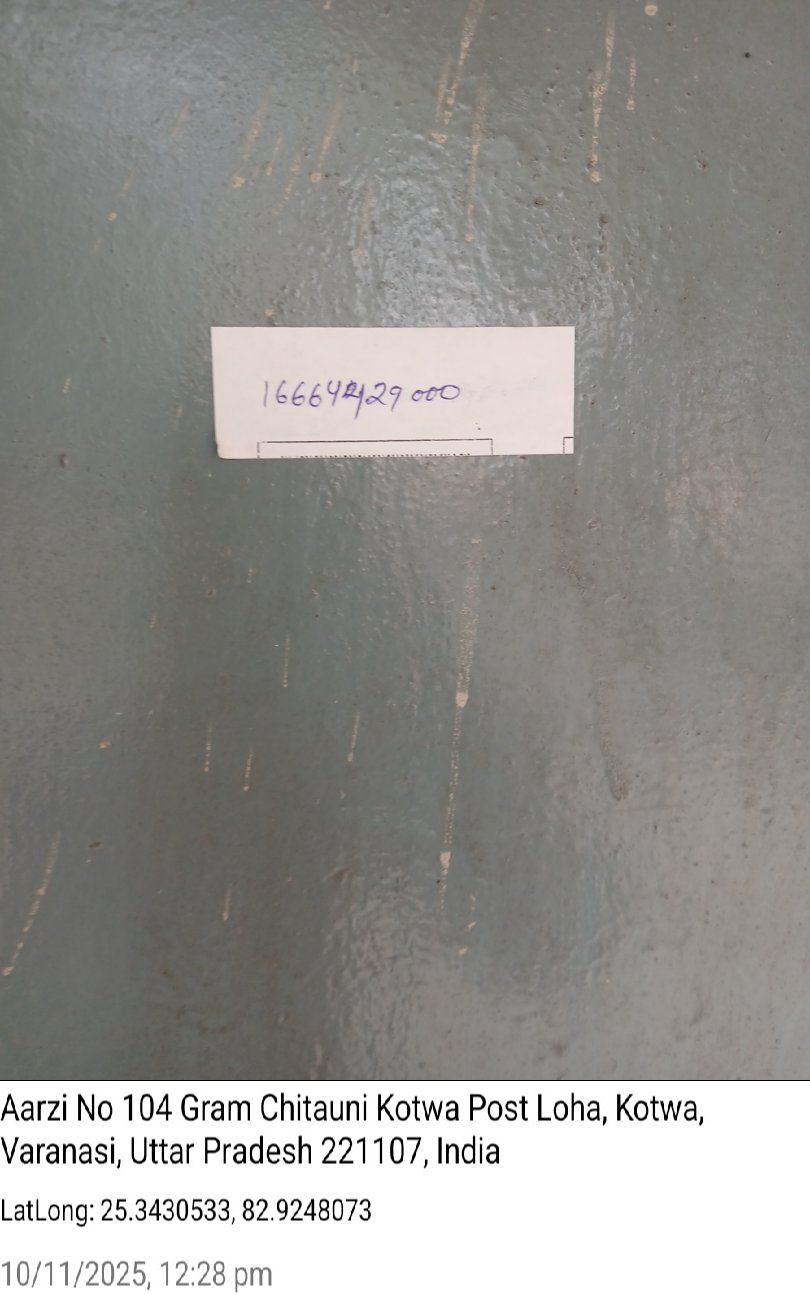 Aarzi No 104 Gram Chitauni Kotwa Post Loha, Kotwa,
Varanasi, Uttar Pradesh 221107, India
LatLong: 25.3430533, 82.9248073
10/11/2025, 12:28 pm